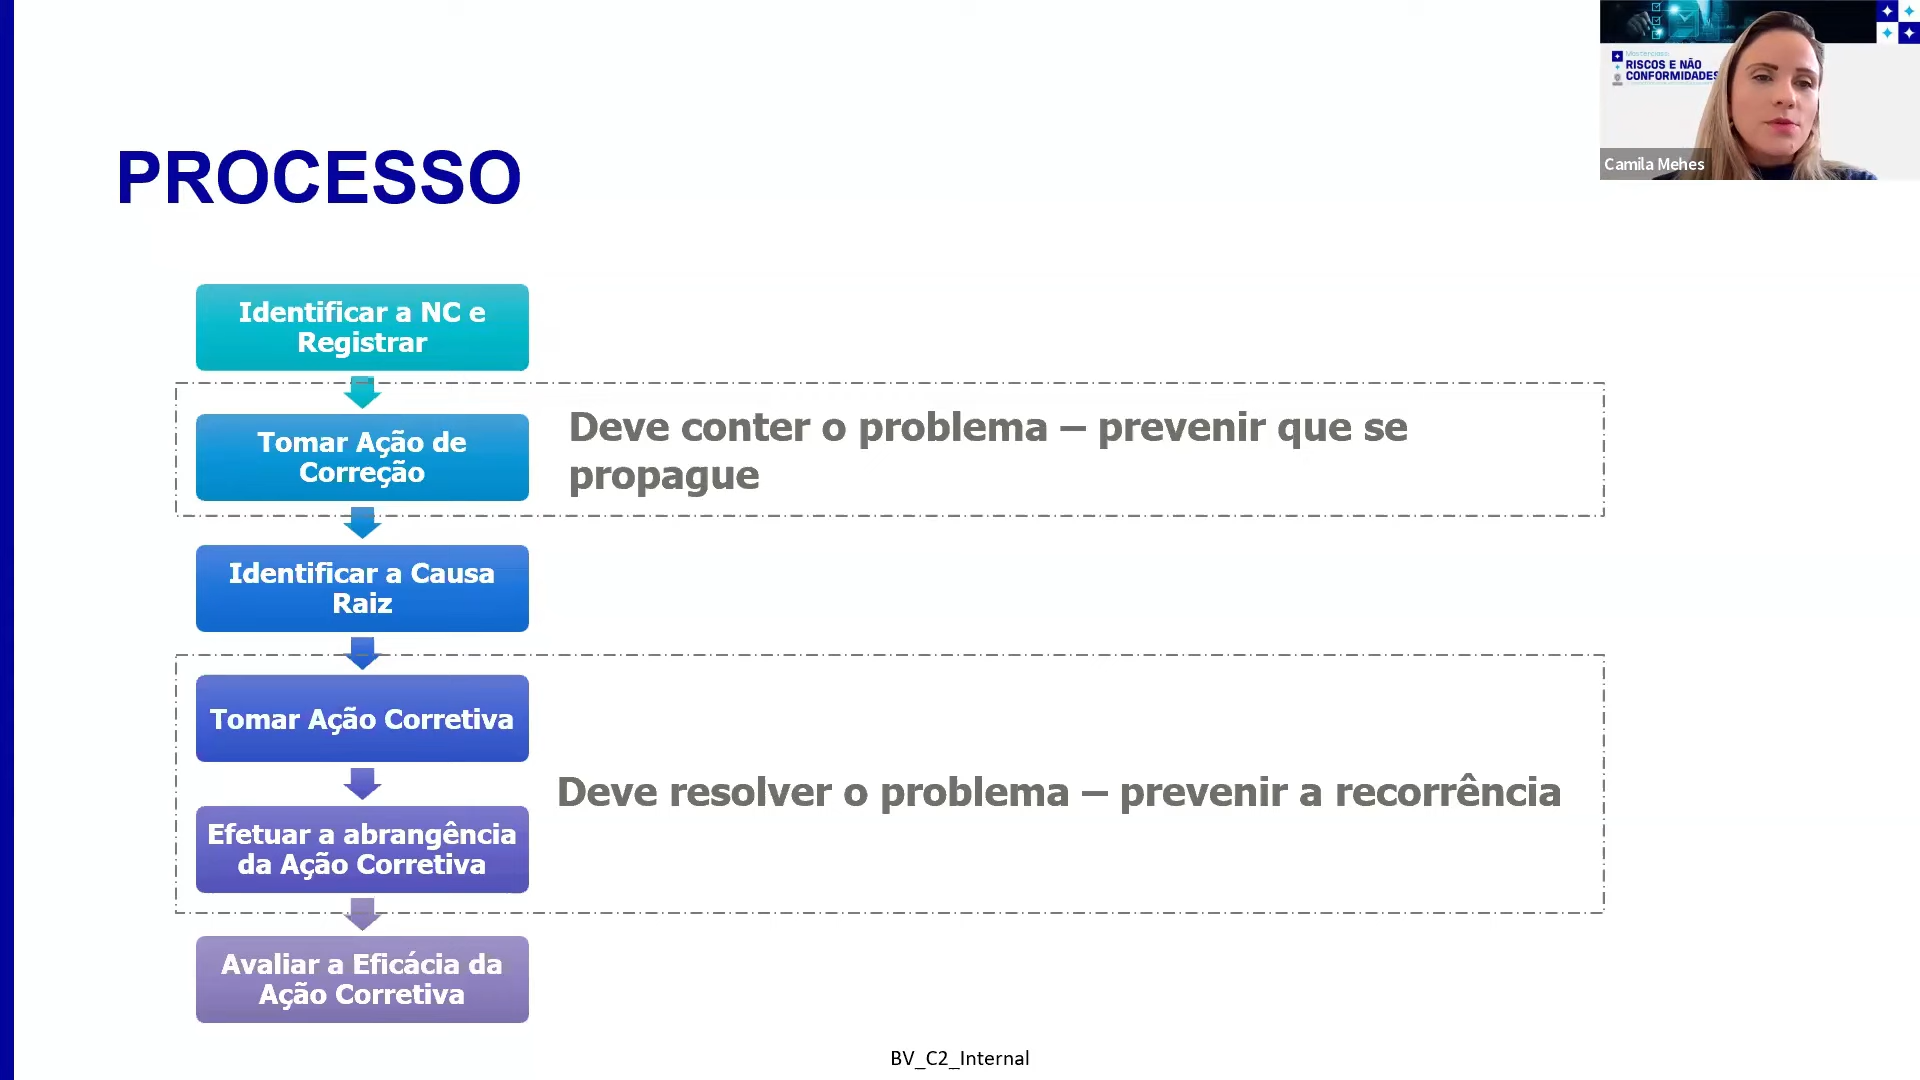 Masterclass:
RISCOS E NÃO
CONFORMIDADES
Camila Mehes
PROCESSO
Identificar a NC e
Registrar
Tomar Ação de
Correção
Deve conter o problema – prevenir que se
propague
Identificar a Causa
Raiz
Tomar Ação Corretiva
Deve resolver o problema – prevenir a recorrência
Efetuar a abrangência
da Ação Corretiva
Avaliar a Eficácia da
Ação Corretiva
BV_C2_Internal